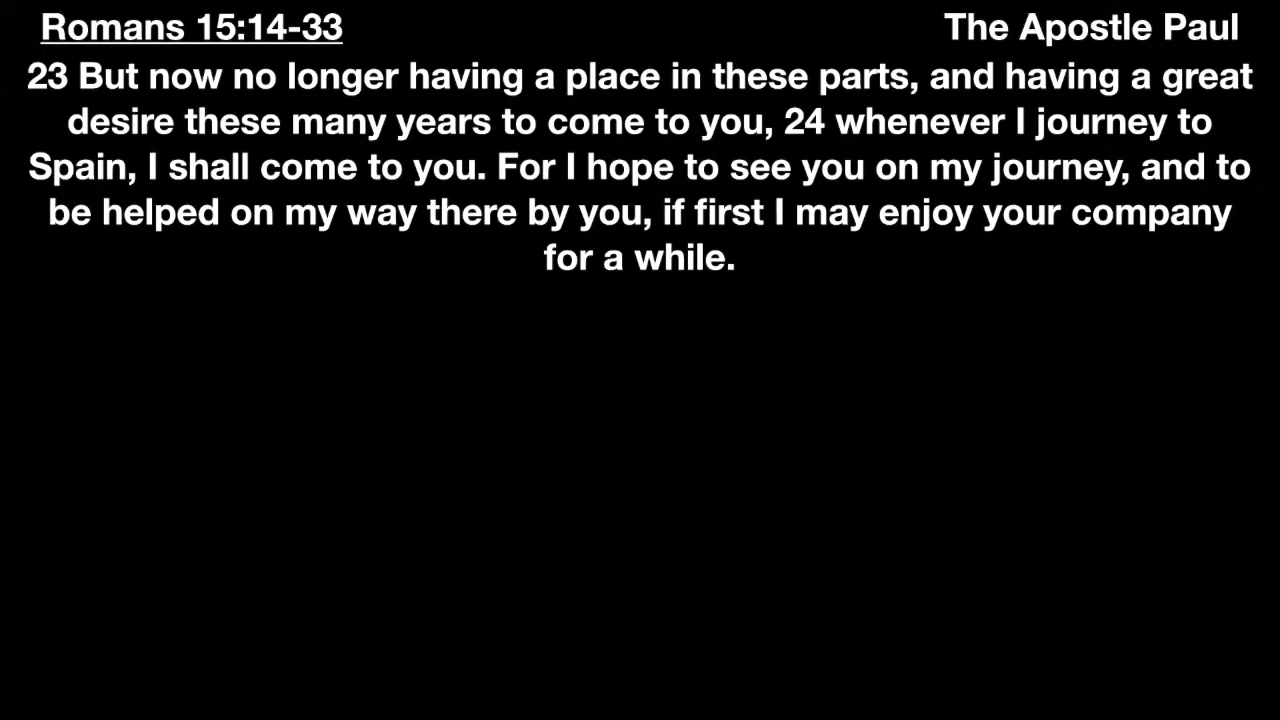 Romans 15:14-33 The Apostle Paul
23 But now no longer having a place in these parts, and having a great
desire these many years to come to you, 24 whenever I journey to
Spain, I shall come to you. For I hope to see you on my journey, and to
be helped on my way there by you, if first I may enjoy your company
for a while.